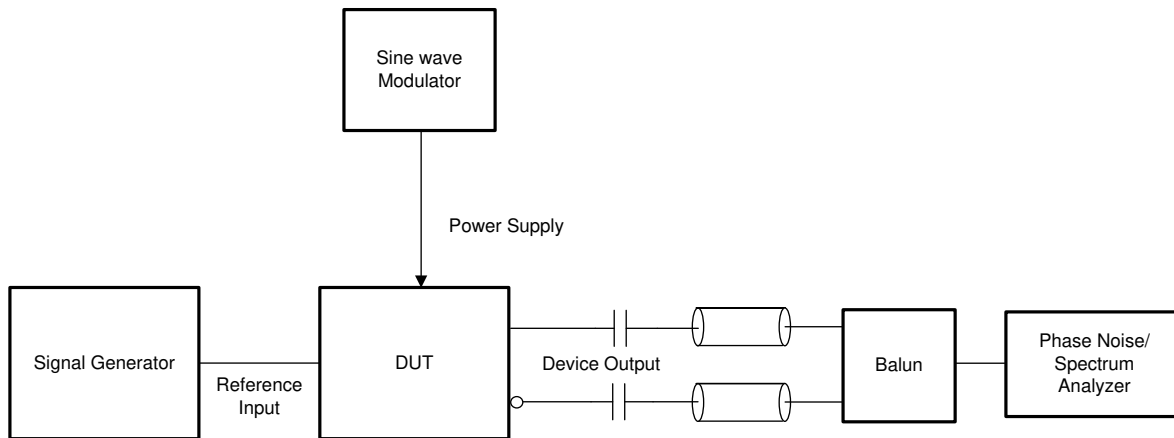 Sine wave
Modulator
Power Supply
Signal Generator
Reference
Input
DUT
Device Output
Balun
Phase Noise/
Spectrum
Analyzer